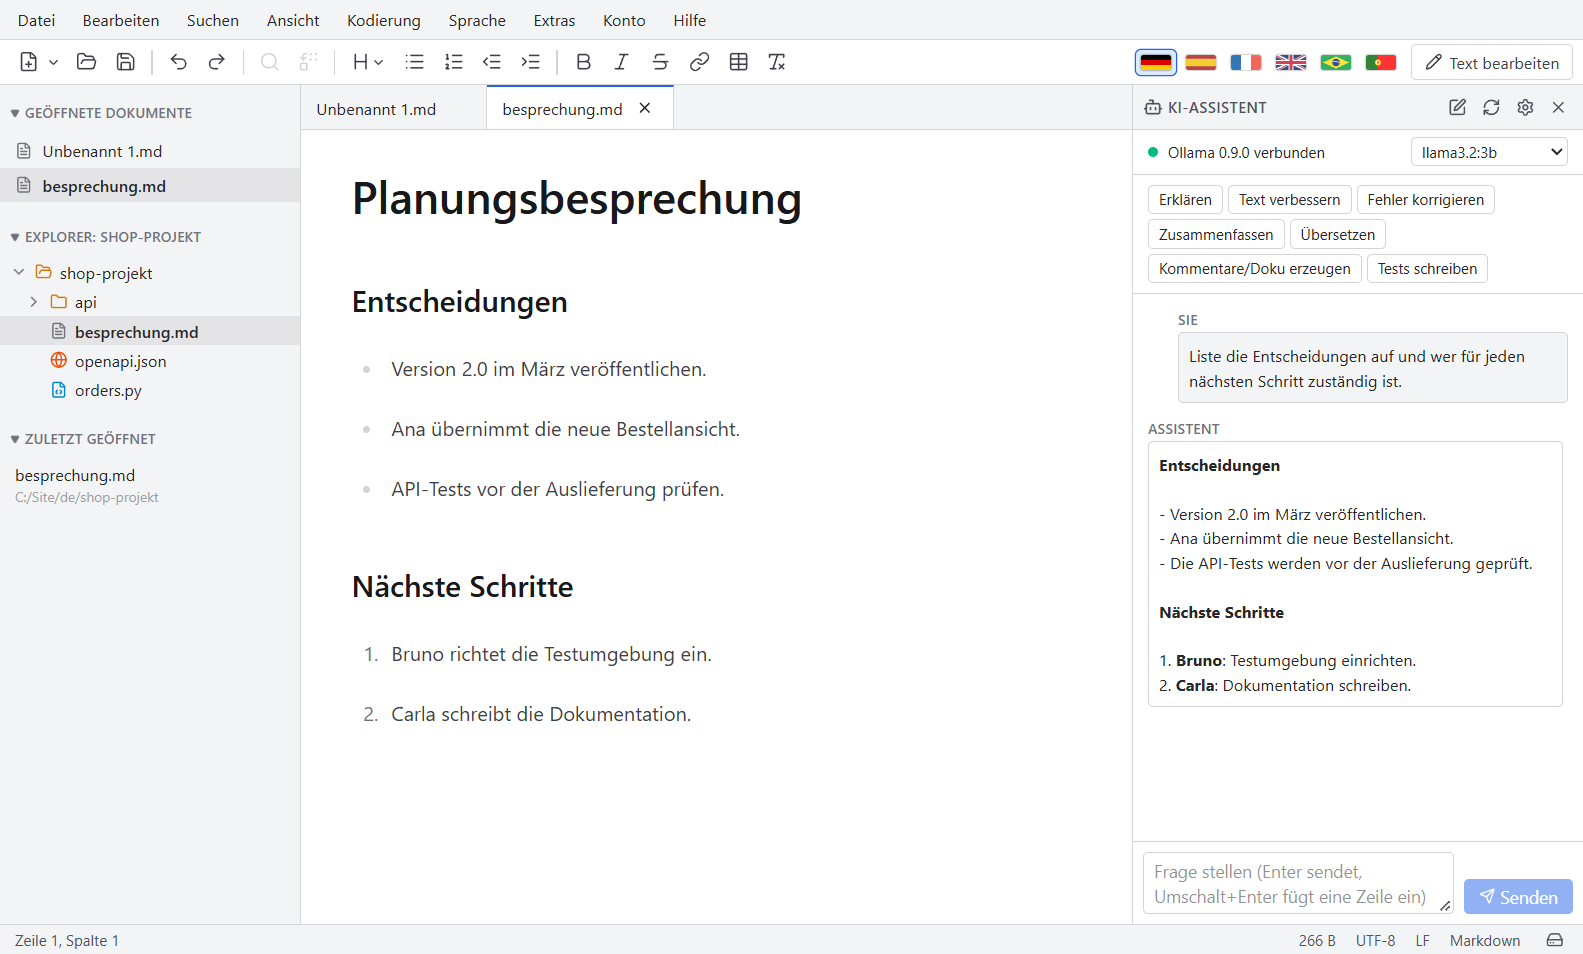 Datei Bearbeiten Suchen Ansicht Kodierung Sprache Extras Konto Hilfe
H B I S T Text bearbeiten
GEÖFFNETE DOKUMENTE
Unbenannt 1.md
besprechung.md
EXPLORER: SHOP-PROJEKT
shop-projekt
api
besprechung.md
openapi.json
orders.py
ZULETZT GEÖFFNET
besprechung.md
C:/Site/de/shop-projekt
Unbenannt 1.md besprechung.md
Planungsbesprechung
Entscheidungen
Version 2.0 im März veröffentlichen.
Ana übernimmt die neue Bestellansicht.
API-Tests vor der Auslieferung prüfen.
Nächste Schritte
1. Bruno richtet die Testumgebung ein.
2. Carla schreibt die Dokumentation.
KI-ASSISTENT
Ollama 0.9.0 verbunden llama3.2:3b
Erklären Text verbessern Fehler korrigieren
Zusammenfassen Übersetzen
Kommentare/Doku erzeugen Tests schreiben
SIE
Liste die Entscheidungen auf und wer für jeden
nächsten Schritt zuständig ist.
ASSISTENT
Entscheidungen
- Version 2.0 im März veröffentlichen.
- Ana übernimmt die neue Bestellansicht.
- Die API-Tests werden vor der Auslieferung geprüft.
Nächste Schritte
1. Bruno: Testumgebung einrichten.
2. Carla: Dokumentation schreiben.
Frage stellen (Enter sendet,
Umschalt+Enter fügt eine Zeile ein)
Senden
Zeile 1, Spalte 1 266 B UTF-8 LF Markdown